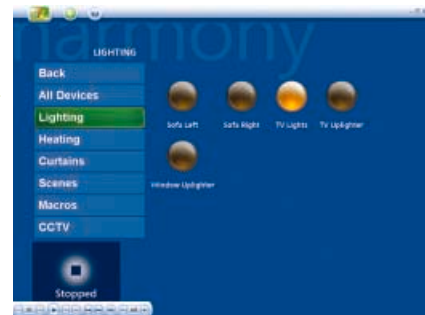 harmony
LIGHTING
Back
All Devices
Lighting
Heating
Curtains
Scenes
Macros
CCTV
Sofa Left
Sofa Right
TV Lights
TV Uplighter
Window Uplighter
Stopped